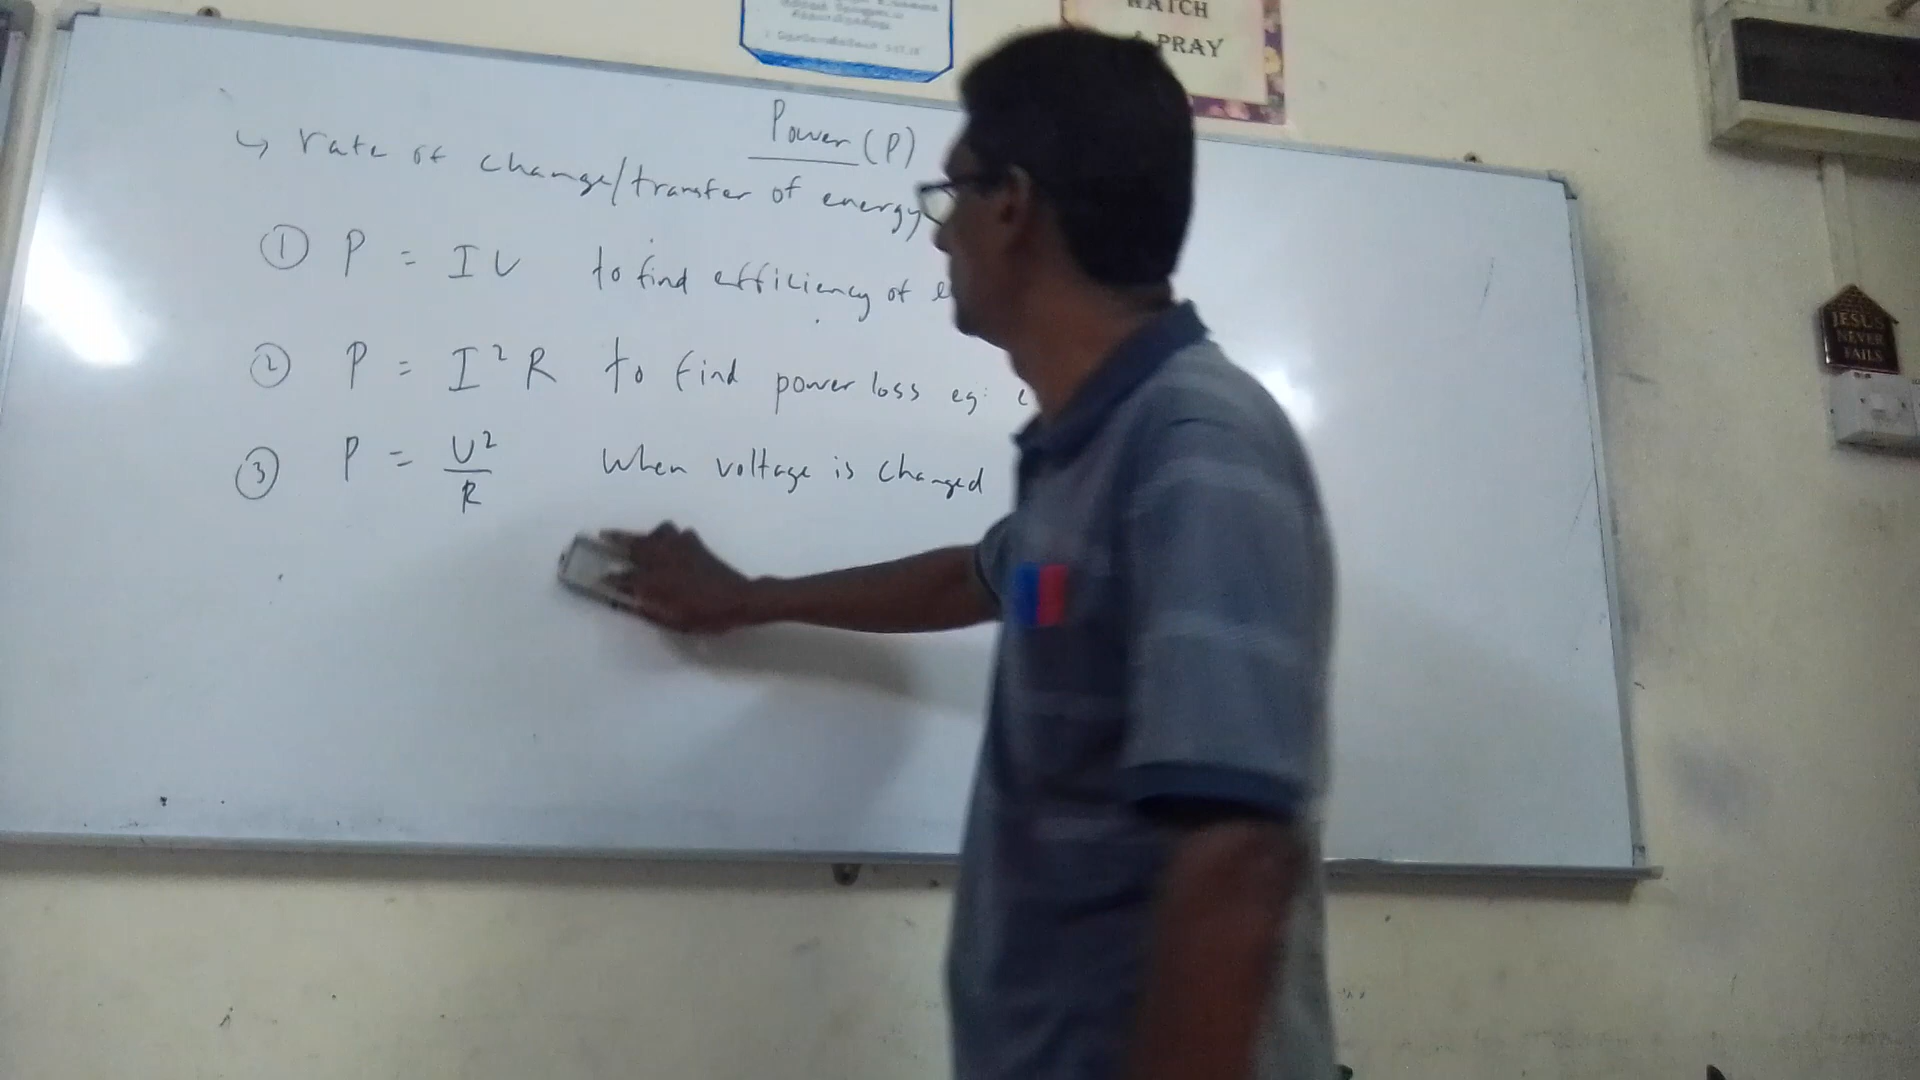 WATCH
& PRAY
Power (P)
↳ rate of change/transfer of energy
① P = IV to find efficiency of
② P = I²R to find power loss eg:
③ P = V²/R When voltage is changed
JESUS
NEVER
FAILS